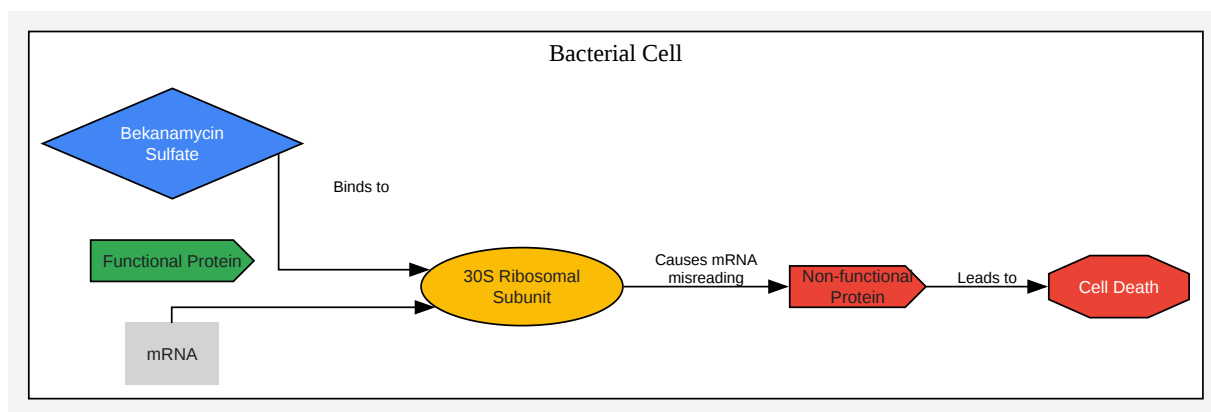 Bacterial Cell
Bekanamycin
Sulfate
Binds to
Functional Protein
mRNA
30S Ribosomal
Subunit
Causes mRNA
misreading
Non-functional
Protein
Leads to
Cell Death